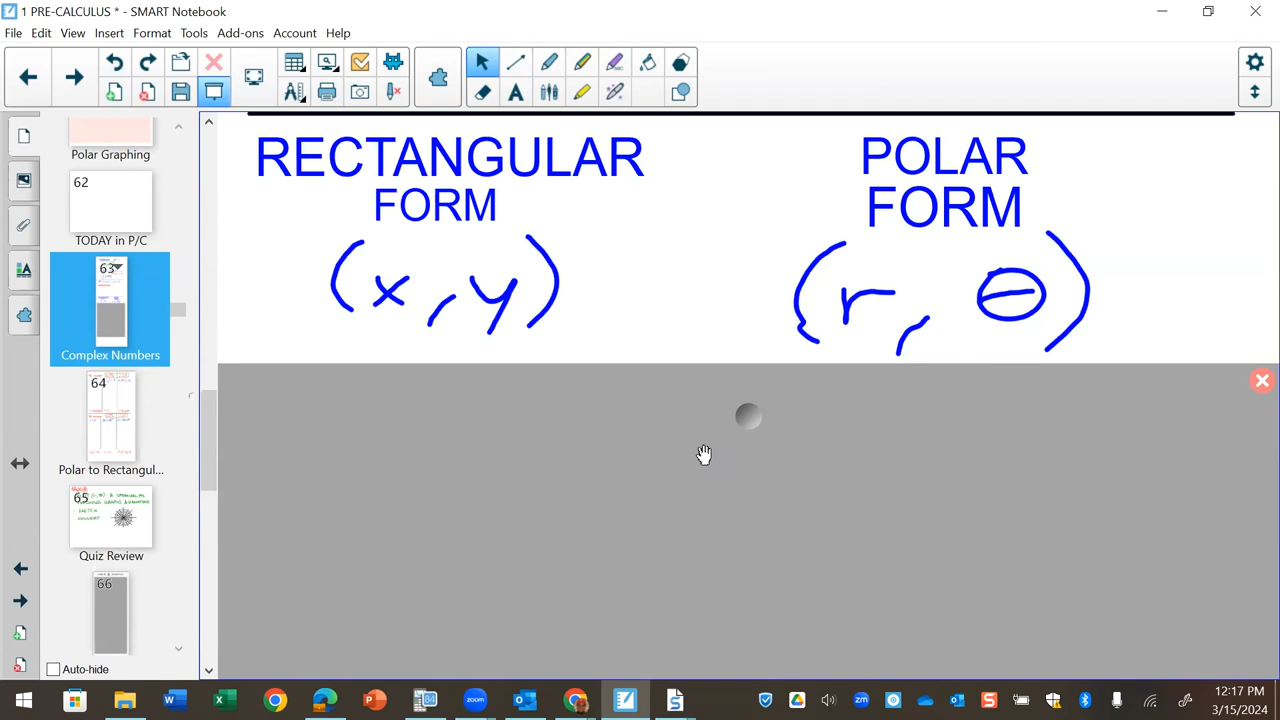 1 PRE-CALCULUS * - SMART Notebook
File Edit View Insert Format Tools Add-ons Account Help
Polar Graphing
62
TODAY in P/C
63
Complex Numbers
64
Polar to Rectangul...
65
Quiz Review
66
Auto-hide
RECTANGULAR
FORM
(x, y)
POLAR
FORM
(r, θ)
12:17 PM
3/15/2024